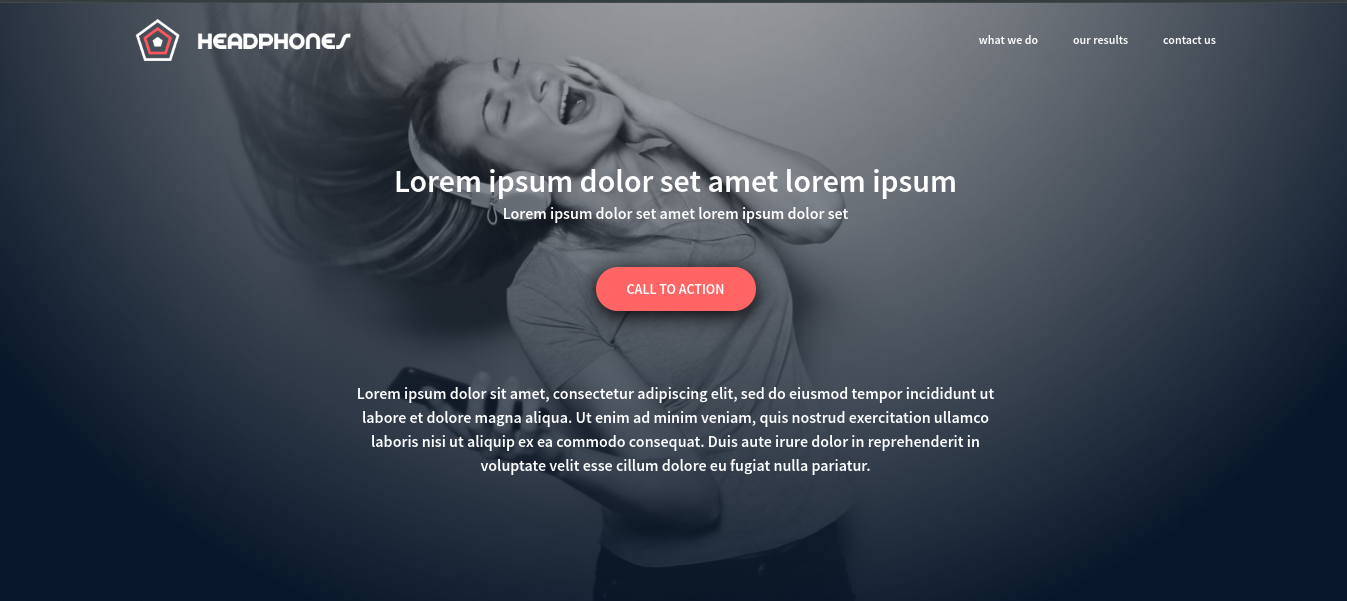 HEADPHONES
what we do
our results
contact us
Lorem ipsum dolor set amet lorem ipsum
Lorem ipsum dolor set amet lorem ipsum dolor set
CALL TO ACTION
Lorem ipsum dolor sit amet, consectetur adipiscing elit, sed do eiusmod tempor incididunt ut
labore et dolore magna aliqua. Ut enim ad minim veniam, quis nostrud exercitation ullamco
laboris nisi ut aliquip ex ea commodo consequat. Duis aute irure dolor in reprehenderit in
voluptate velit esse cillum dolore eu fugiat nulla pariatur.